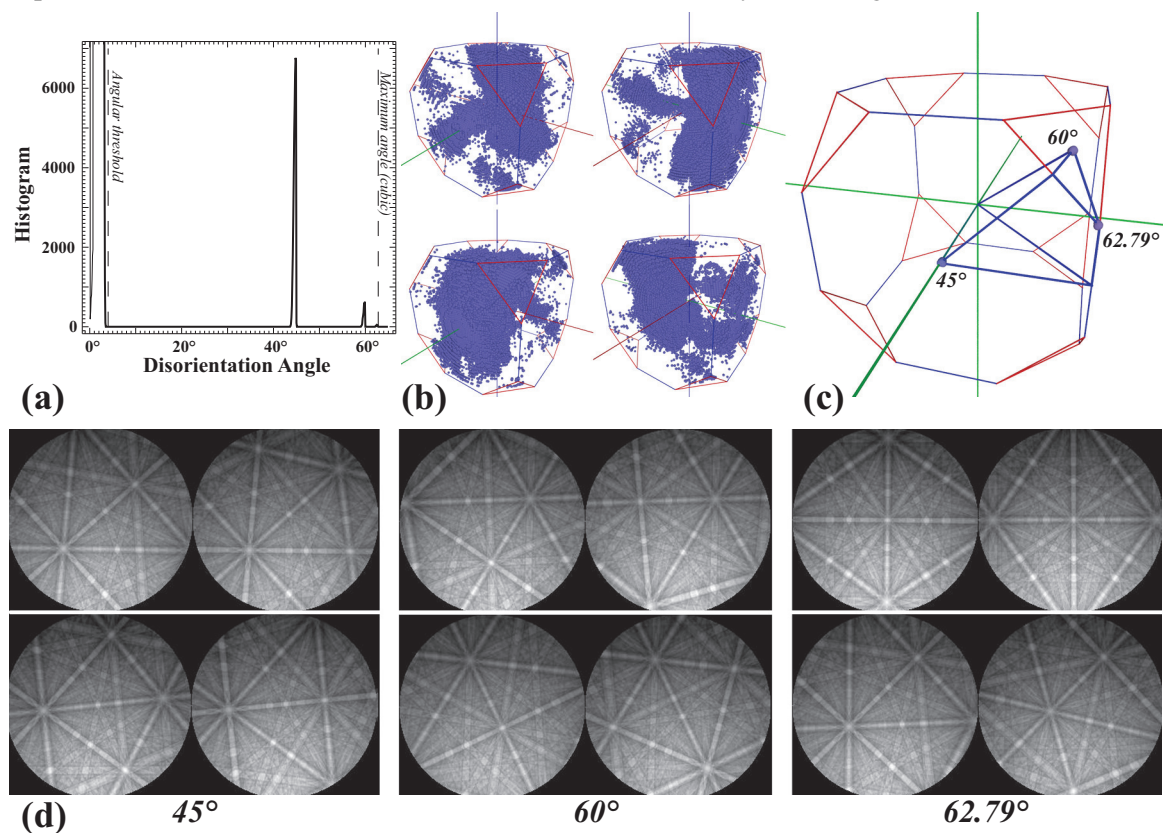 6000
4000
2000
0
Histogram
Angular threshold
Maximum angle (cubic)
0° 20° 40° 60°
Disorientation Angle
(a)
(b)
60°
62.79°
45°
(c)
(d)
45°
60°
62.79°